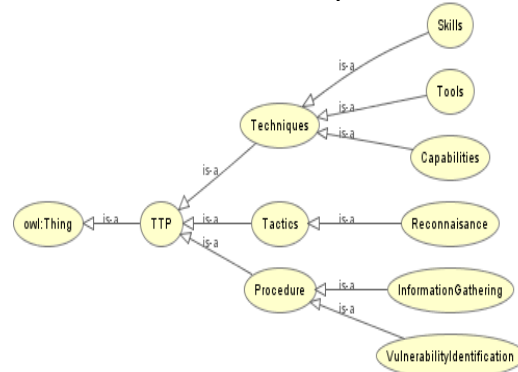 Skills
is-a
Tools
is-a
Techniques
is-a
Capabilities
is-a
owl:Thing
is-a
TTP
is-a
Tactics
is-a
Reconnaisance
is-a
Procedure
is-a
InformationGathering
is-a
VulnerabilityIdentification